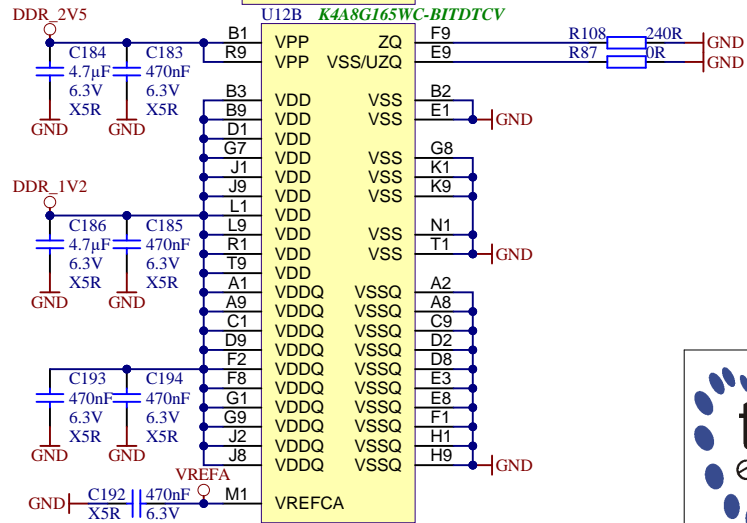 U12B K4A8G165WC-BITDTCV
DDR_2V5
B1 VPP ZQ F9 R108 240R GND
R9 VPP VSS/UZQ E9 R87 0R GND
C184 C183
4.7µF 470nF
6.3V 6.3V
X5R X5R
GND GND
B3 VDD VSS B2
B9 VDD VSS E1 GND
D1 VDD
G7 VDD VSS G8
J1 VDD VSS K1
J9 VDD VSS K9
DDR_1V2
L1 VDD
L9 VDD VSS N1
R1 VDD VSS T1 GND
T9 VDD
C186 C185
4.7µF 470nF
6.3V 6.3V
X5R X5R
GND GND
A1 VDDQ VSSQ A2
A9 VDDQ VSSQ A8
C1 VDDQ VSSQ C9
D9 VDDQ VSSQ D2
F2 VDDQ VSSQ D8
F8 VDDQ VSSQ E3
G1 VDDQ VSSQ E8
G9 VDDQ VSSQ F1
J2 VDDQ VSSQ H1
J8 VDDQ VSSQ H9 GND
C193 C194
470nF 470nF
6.3V 6.3V
X5R X5R
GND GND
VREFA
GND C192 470nF M1 VREFCA
X5R 6.3V